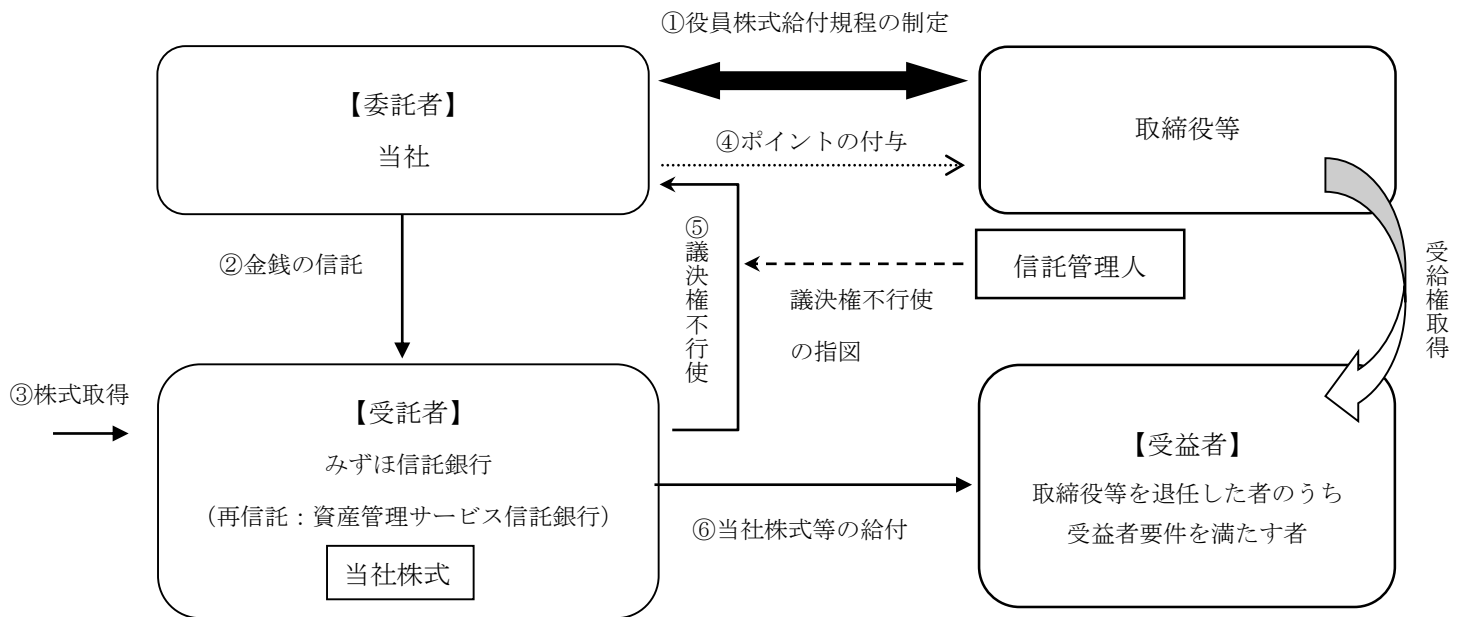 ①役員株式給付規程の制定
【委託者】
当社
取締役等
④ポイントの付与
②金銭の信託
⑤議決権不行使
信託管理人
議決権不行使
の指図
受給権取得
③株式取得
【受託者】
みずほ信託銀行
（再信託：資産管理サービス信託銀行）
当社株式
⑥当社株式等の給付
【受益者】
取締役等を退任した者のうち
受益者要件を満たす者